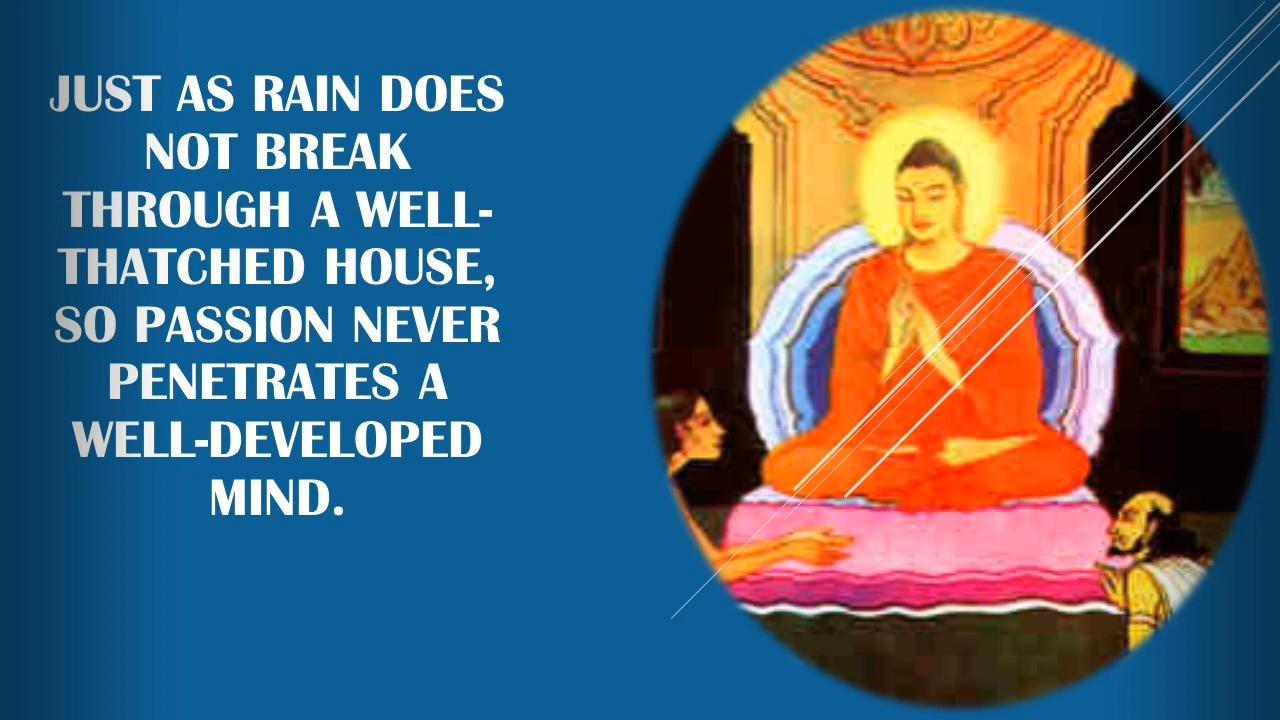 JUST AS RAIN DOES
NOT BREAK
THROUGH A WELL-
THATCHED HOUSE,
SO PASSION NEVER
PENETRATES A
WELL-DEVELOPED
MIND.